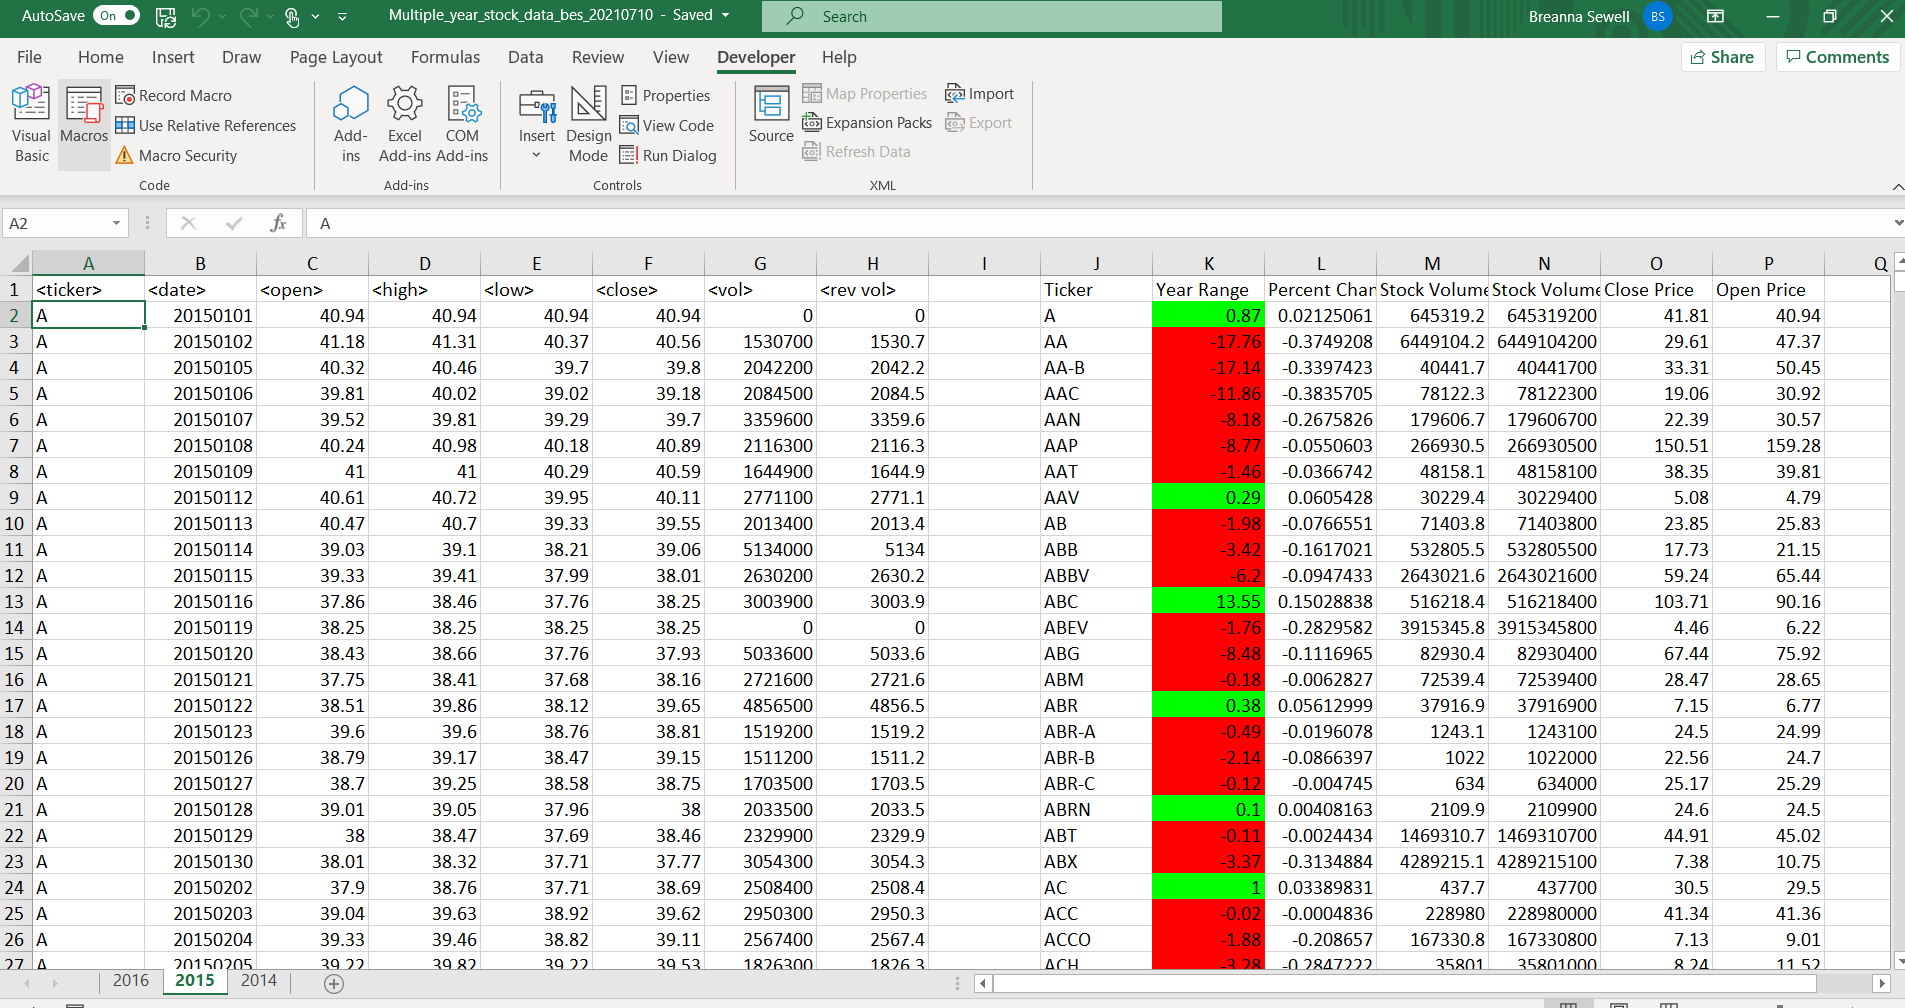 AutoSave On Multiple_year_stock_data_bes_20210710 - Saved Search Breanna Sewell BS
File Home Insert Draw Page Layout Formulas Data Review View Developer Help Share Comments
Visual Basic
Macros
Record Macro
Use Relative References
Macro Security
Code
Add-ins
Excel Add-ins
COM Add-ins
Add-ins
Insert
Design Mode
Properties
View Code
Run Dialog
Controls
Source
Map Properties
Expansion Packs
Refresh Data
Import
Export
XML
A2 fx A
A B C D E F G H I J K L M N O P Q
1 <ticker> <date> <open> <high> <low> <close> <vol> <rev vol> Ticker Year Range Percent Chan Stock Volume Stock Volume Close Price Open Price
2 A 20150101 40.94 40.94 40.94 40.94 0 0 A 0.87 0.02125061 645319.2 645319200 41.81 40.94
3 A 20150102 41.18 41.31 40.37 40.56 1530700 1530.7 AA -17.76 -0.3749208 6449104.2 6449104200 29.61 47.37
4 A 20150105 40.32 40.46 39.7 39.8 2042200 2042.2 AA-B -17.14 -0.3397423 40441.7 40441700 33.31 50.45
5 A 20150106 39.81 40.02 39.02 39.18 2084500 2084.5 AAC -11.86 -0.3835705 78122.3 78122300 19.06 30.92
6 A 20150107 39.52 39.81 39.29 39.7 3359600 3359.6 AAN -8.18 -0.2675826 179606.7 179606700 22.39 30.57
7 A 20150108 40.24 40.98 40.18 40.89 2116300 2116.3 AAP -8.77 -0.0550603 266930.5 266930500 150.51 159.28
8 A 20150109 41 41 40.29 40.59 1644900 1644.9 AAT -1.46 -0.0366742 48158.1 48158100 38.35 39.81
9 A 20150112 40.61 40.72 39.95 40.11 2771100 2771.1 AAV 0.29 0.0605428 30229.4 30229400 5.08 4.79
10 A 20150113 40.47 40.7 39.33 39.55 2013400 2013.4 AB -1.98 -0.0766551 71403.8 71403800 23.85 25.83
11 A 20150114 39.03 39.1 38.21 39.06 5134000 5134 ABB -3.42 -0.1617021 532805.5 532805500 17.73 21.15
12 A 20150115 39.33 39.41 37.99 38.01 2630200 2630.2 ABBV -6.2 -0.0947433 2643021.6 2643021600 59.24 65.44
13 A 20150116 37.86 38.46 37.76 38.25 3003900 3003.9 ABC 13.55 0.15028838 516218.4 516218400 103.71 90.16
14 A 20150119 38.25 38.25 38.25 38.25 0 0 ABEV -1.76 -0.2829582 3915345.8 3915345800 4.46 6.22
15 A 20150120 38.43 38.66 37.76 37.93 5033600 5033.6 ABG -8.48 -0.1116965 82930.4 82930400 67.44 75.92
16 A 20150121 37.75 38.41 37.68 38.16 2721600 2721.6 ABM -0.18 -0.0062827 72539.4 72539400 28.47 28.65
17 A 20150122 38.51 39.86 38.12 39.65 4856500 4856.5 ABR 0.38 0.05612999 37916.9 37916900 7.15 6.77
18 A 20150123 39.6 39.6 38.76 38.81 1519200 1519.2 ABR-A -0.49 -0.0196078 1243.1 1243100 24.5 24.99
19 A 20150126 38.79 39.17 38.47 39.15 1511200 1511.2 ABR-B -2.14 -0.0866397 1022 1022000 22.56 24.7
20 A 20150127 38.7 39.25 38.58 38.75 1703500 1703.5 ABR-C -0.12 -0.004745 634 634000 25.17 25.29
21 A 20150128 39.01 39.05 37.96 38 2033500 2033.5 ABRN 0.1 0.00408163 2109.9 2109900 24.6 24.5
22 A 20150129 38 38.47 37.69 38.46 2329900 2329.9 ABT -0.11 -0.0024434 1469310.7 1469310700 44.91 45.02
23 A 20150130 38.01 38.32 37.71 37.77 3054300 3054.3 ABX -3.37 -0.3134884 4289215.1 4289215100 7.38 10.75
24 A 20150202 37.9 38.76 37.71 38.69 2508400 2508.4 AC 1 0.03389831 437.7 437700 30.5 29.5
25 A 20150203 39.04 39.63 38.92 39.62 2950300 2950.3 ACC -0.02 -0.0004836 228980 228980000 41.34 41.36
26 A 20150204 39.33 39.46 38.82 39.11 2567400 2567.4 ACCO -1.88 -0.208657 167330.8 167330800 7.13 9.01
27 A 20150205 39.22 39.82 39.22 39.53 1826300 1826.3 ACH -3.28 -0.2847222 35801 35801000 8.24 11.52
2016 2015 2014